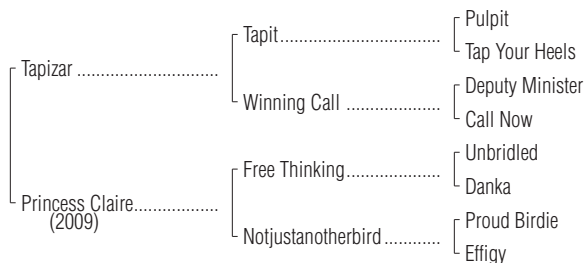 Pulpit
Tapit
Tap Your Heels
Tapizar
Deputy Minister
Winning Call
Call Now
Unbridled
Free Thinking
Danka
Princess Claire
(2009)
Proud Birdie
Notjustanotherbird
Effigy